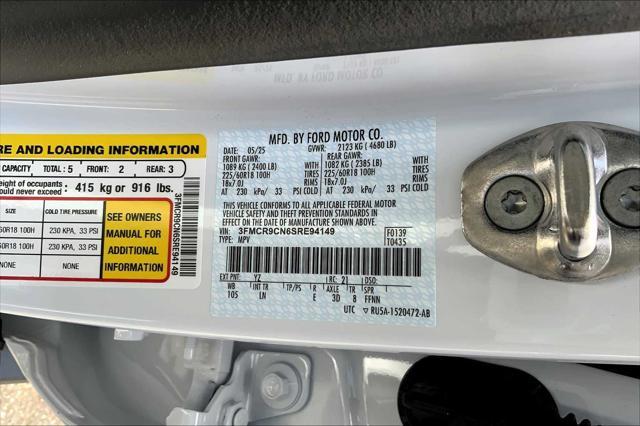 RE AND LOADING INFORMATION
CAPACITY TOTAL: 5 FRONT: 2 REAR: 3
eight of occupants
ould never exceed: 415 kg or 916 lbs.
SIZE COLD TIRE PRESSURE
60R18 100H 230 KPA, 33 PSI
60R18 100H 230 KPA, 33 PSI
NONE NONE
SEE OWNERS
MANUAL FOR
ADDITIONAL
INFORMATION
3FMCR9CN6SRE94149
MFD. BY FORD MOTOR CO.
DATE: 05/25 GVWR: 2123 KG ( 4680 LB)
FRONT GAWR: REAR GAWR:
1089 KG ( 2400 LB) 1082 KG ( 2385 LB)
225/60R18 100H 225/60R18 100H
18x7.0J 18x7.0J
AT 230 kPa/ 33 PSI COLD AT 230 kPa/ 33 PSI COLD
THIS VEHICLE CONFORMS TO ALL APPLICABLE FEDERAL MOTOR
VEHICLE SAFETY AND THEFT PREVENTION STANDARDS IN EFFECT
ON THE DATE OF MANUFACTURE SHOWN ABOVE.
VIN: 3FMCR9CN6SRE94149 F0139
TYPE: MPV T0435
EXT PNT: YZ RC: 21 DSO:
WB INT TR TP/PS R AXLE TR SPR
105 LN E 3D 8 FFNN
UTC ▽ RU5A-1520472-AB